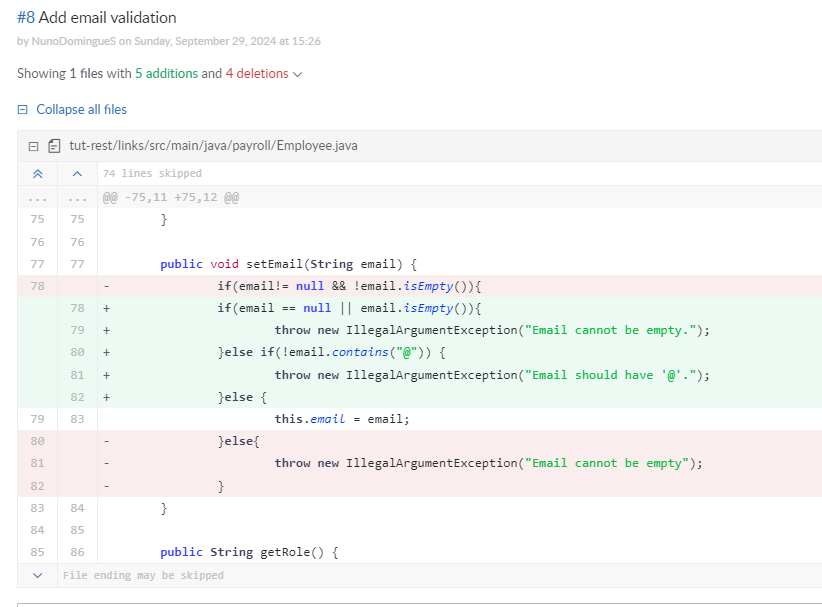 #8 Add email validation
by NunoDomingueS on Sunday, September 29, 2024 at 15:26
Showing 1 files with 5 additions and 4 deletions
Collapse all files
tut-rest/links/src/main/java/payroll/Employee.java
74 lines skipped
... ... @@ -75,11 +75,12 @@
75 75 }
76 76
77 77 public void setEmail(String email) {
78 - if(email!= null && !email.isEmpty()){
78 + if(email == null || email.isEmpty()){
79 + throw new IllegalArgumentException("Email cannot be empty.");
80 + }else if(!email.contains("@")) {
81 + throw new IllegalArgumentException("Email should have '@'.");
82 + }else {
79 83 this.email = email;
80 - }else{
81 - throw new IllegalArgumentException("Email cannot be empty");
82 - }
83 84 }
84 85
85 86 public String getRole() {
File ending may be skipped